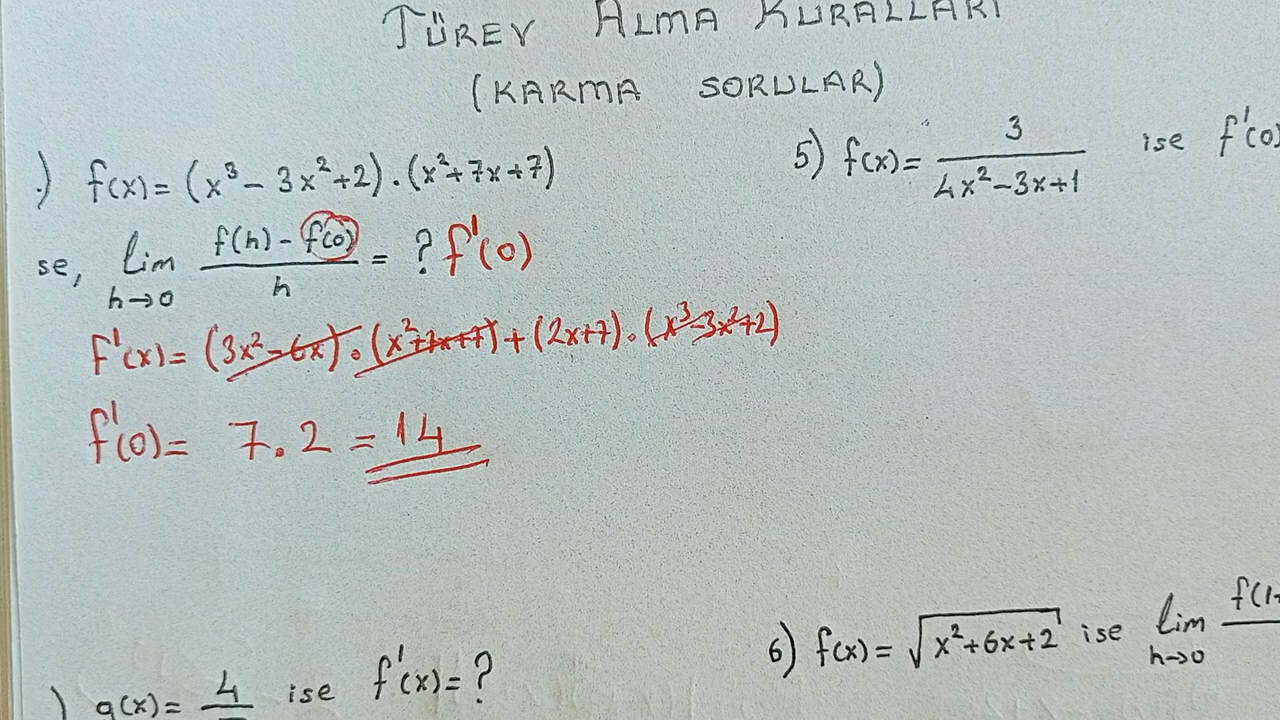 TÜREV ALMA KURALLARI
(KARMA SORULAR)
.) f(x) = (x³ - 3x² + 2) . (x² + 7x + 7)
se, lim h→0 (f(h) - f(0))/h = ? f'(0)
f'(x) = (3x² - 6x) . (x² + 7x + 7) + (2x + 7) . (x³ - 3x² + 2)
f'(0) = 7.2 = 14
) g(x) = 4/ ise f'(x) = ?
5) f(x) = 3/(4x² - 3x + 1) ise f'(0)
6) f(x) = √(x² + 6x + 2) ise lim h→0 f(1+